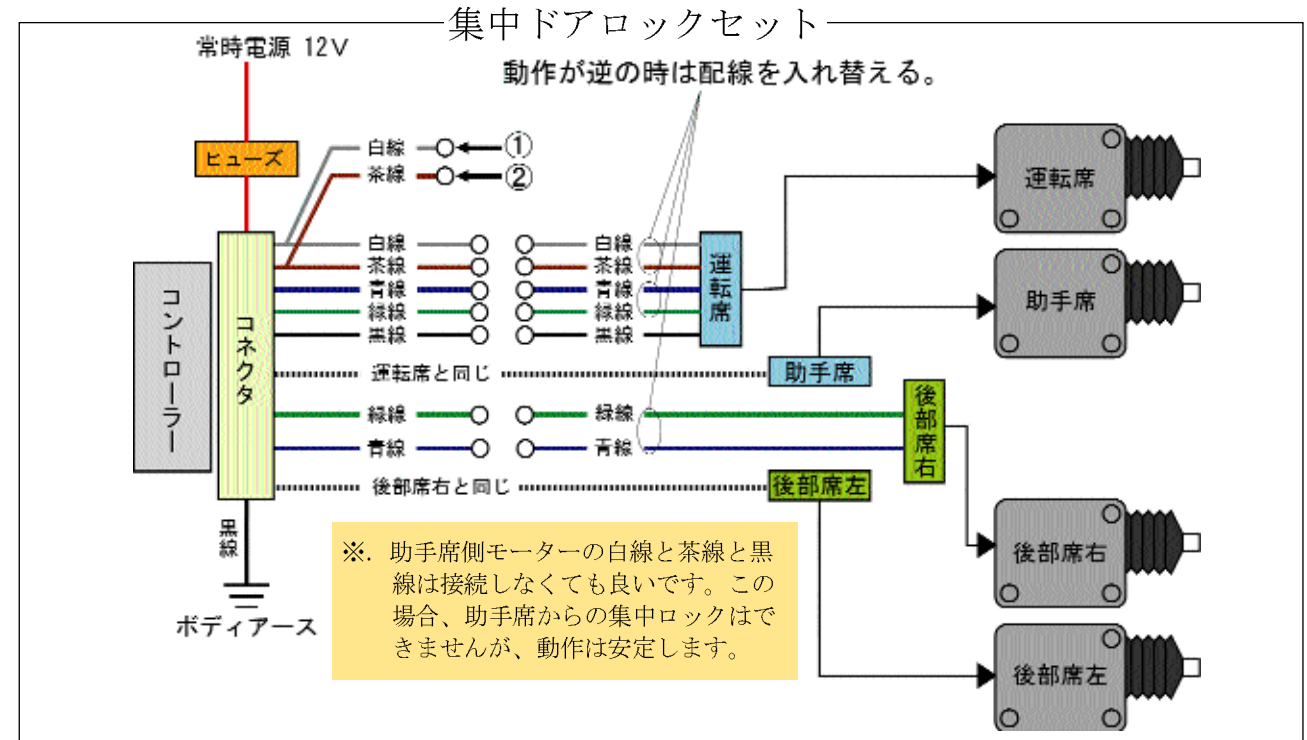 集中ドアロックセット
常時電源 12V
動作が逆の時は配線を入れ替える。
ヒューズ
白線 ①
茶線 ②
運転席
白線 白線
茶線 茶線
青線 青線
緑線 緑線
黒線 黒線
運転席
助手席
コントローラー
コネクタ
運転席と同じ
助手席
緑線 緑線
青線 青線
後部席右
後部席右と同じ
後部席左
黒線
ボディアース
※. 助手席側モーターの白線と茶線と黒
線は接続しなくても良いです。この
場合、助手席からの集中ロックはで
きませんが、動作は安定します。
後部席右
後部席左